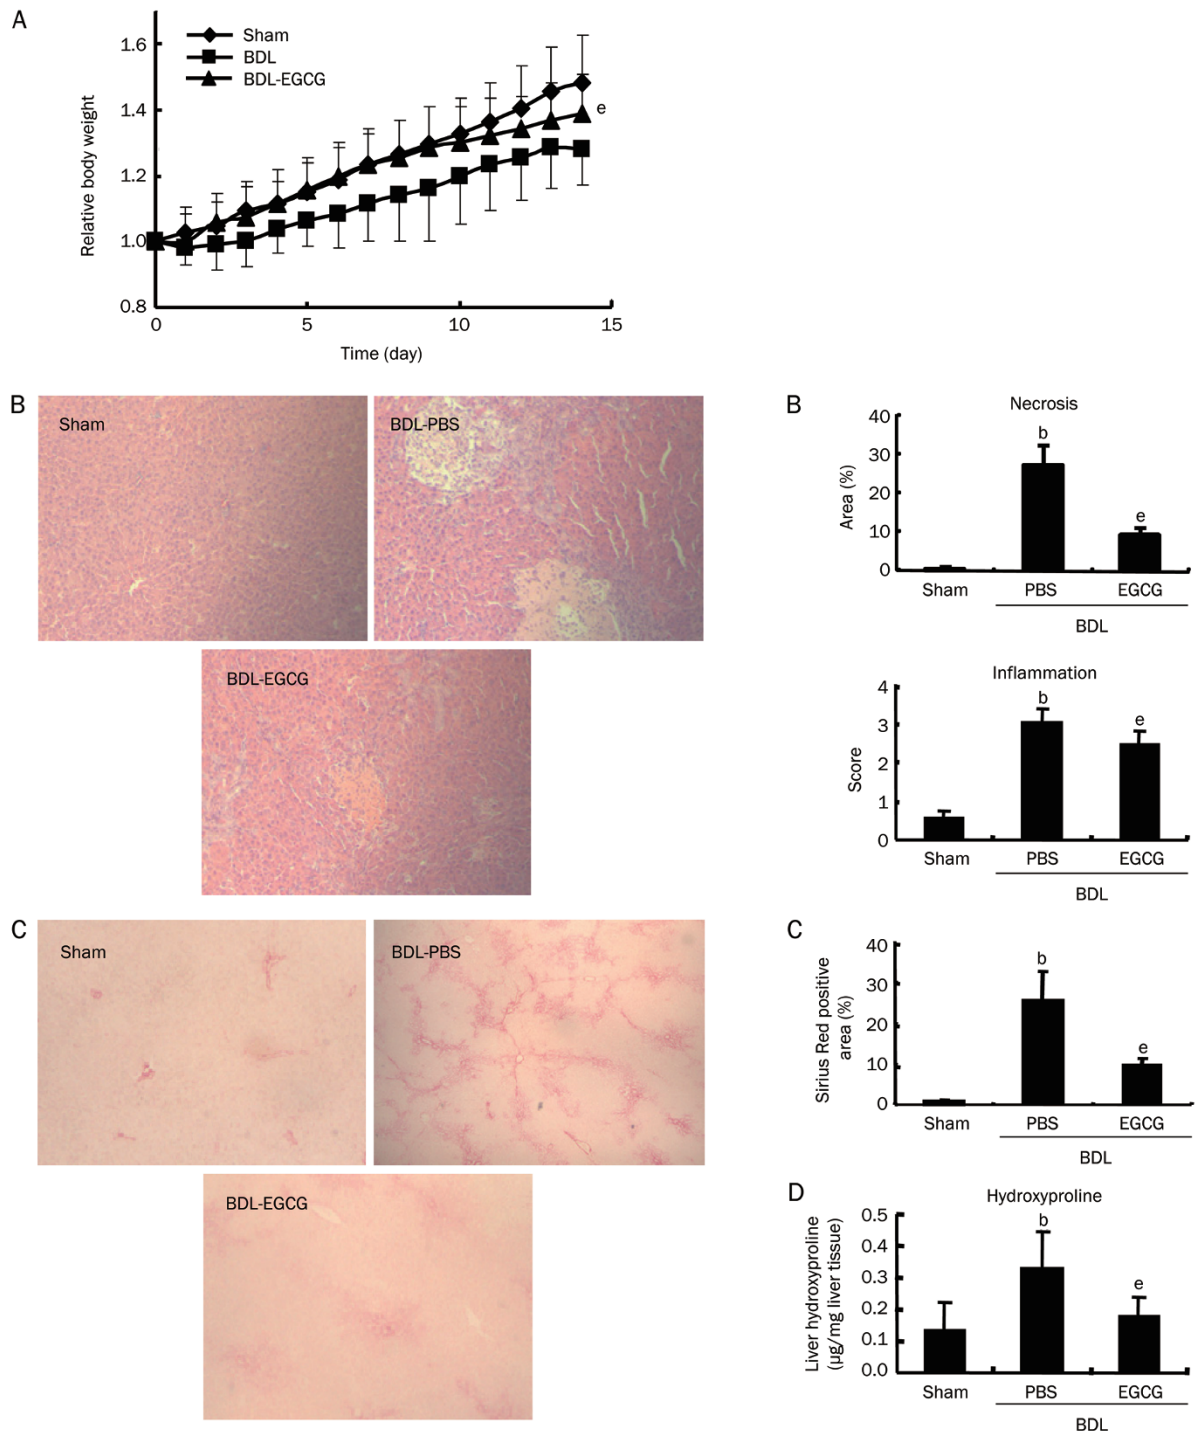 A
1.6
1.4
1.2
1.0
0.8
Relative body weight
Sham
BDL
BDL-EGCG
e
0
5
10
15
Time (day)
B
Sham
BDL-PBS
BDL-EGCG
B
Necrosis
40
30
20
10
0
Area (%)
b
e
Sham
PBS
EGCG
BDL
Inflammation
4
3
2
1
0
Score
b
e
Sham
PBS
EGCG
BDL
C
Sham
BDL-PBS
BDL-EGCG
C
40
30
20
10
0
Sirius Red positive
area (%)
b
e
Sham
PBS
EGCG
BDL
D
Hydroxyproline
0.5
0.4
0.3
0.2
0.1
0.0
Liver hydroxyproline
(μg/mg liver tissue)
b
e
Sham
PBS
EGCG
BDL